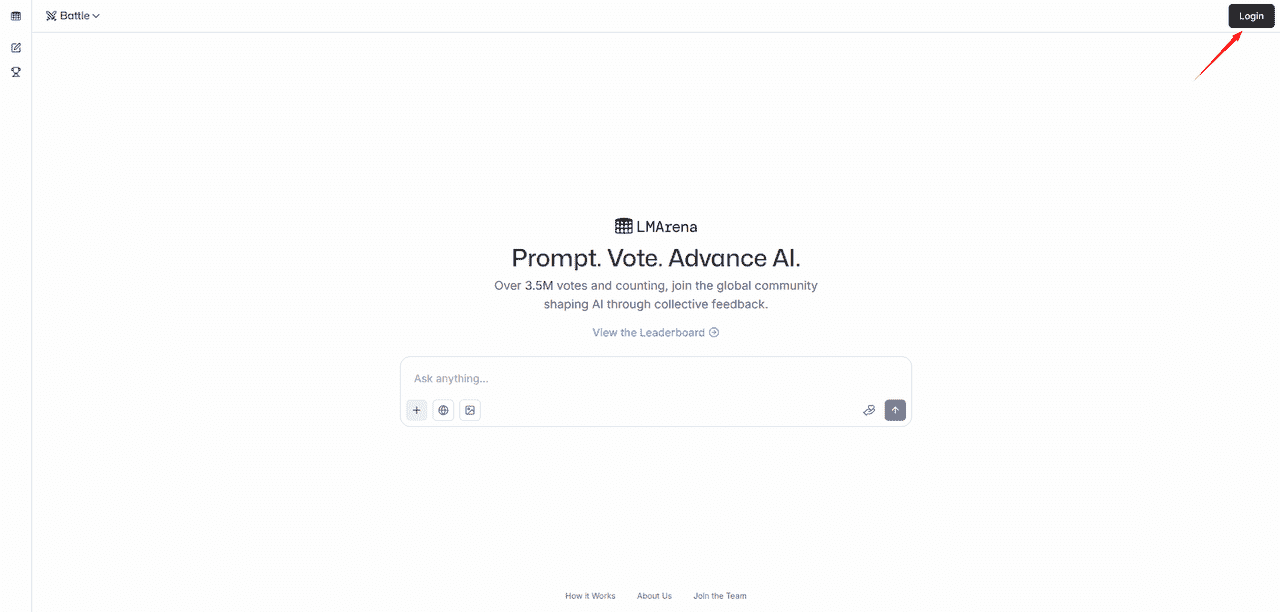 Battle
Login
LMArena
Prompt. Vote. Advance AI.
Over 3.5M votes and counting, join the global community
shaping AI through collective feedback.
View the Leaderboard
Ask anything...
How it Works About Us Join the Team